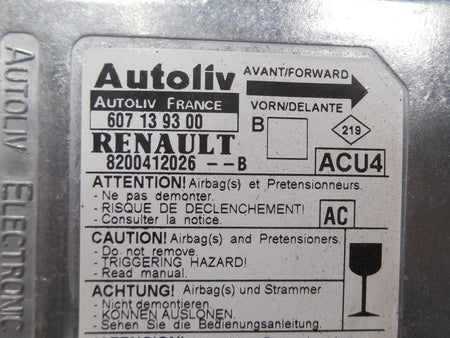 Autoliv
AVANT/FORWARD
AUTOLIV FRANCE
VORN/DELANTE
607 13 93 00
B
219
RENAULT
8200412026 --B
ACU4
ATTENTION! Airbag(s) et Pretensionneurs.
- Ne pas demonter.
- RISQUE DE DECLENCHEMENT!
- Consulter la notice.
AC
CAUTION! Airbag(s) and Pretensioners.
- Do not remove.
- TRIGGERING HAZARD!
- Read manual.
ACHTUNG! Airbag(s) und Strammer
- Nicht demontieren.
- KONNEN AUSLONEN.
- Sehen Sie die Bedienungsanleitung.
AUTOLIV ELECTRONIC